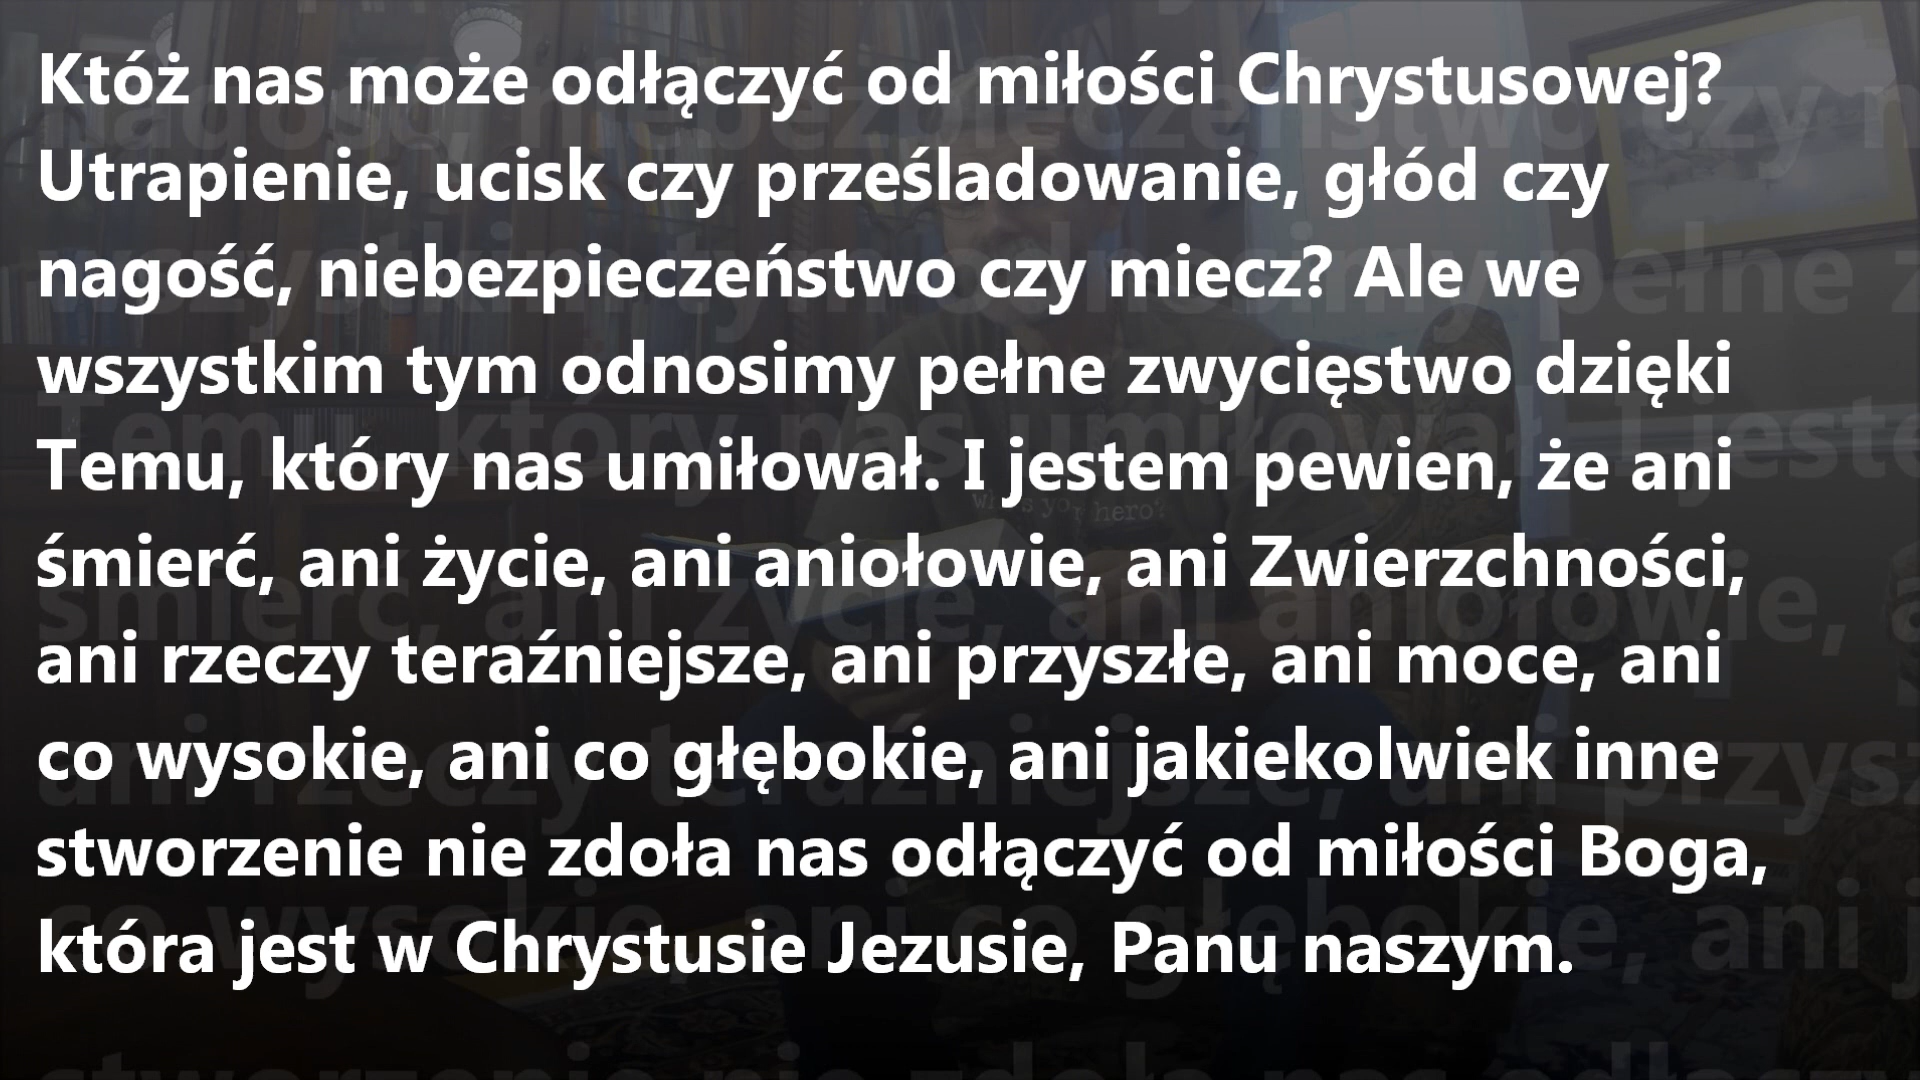 Któż nas może odłączyć od miłości Chrystusowej?
Utrapienie, ucisk czy prześladowanie, głód czy
nagość, niebezpieczeństwo czy miecz? Ale we
wszystkim tym odnosimy pełne zwycięstwo dzięki
Temu, który nas umiłował. I jestem pewien, że ani
śmierć, ani życie, ani aniołowie, ani Zwierzchności,
ani rzeczy teraźniejsze, ani przyszłe, ani moce, ani
co wysokie, ani co głębokie, ani jakiekolwiek inne
stworzenie nie zdoła nas odłączyć od miłości Boga,
która jest w Chrystusie Jezusie, Panu naszym.